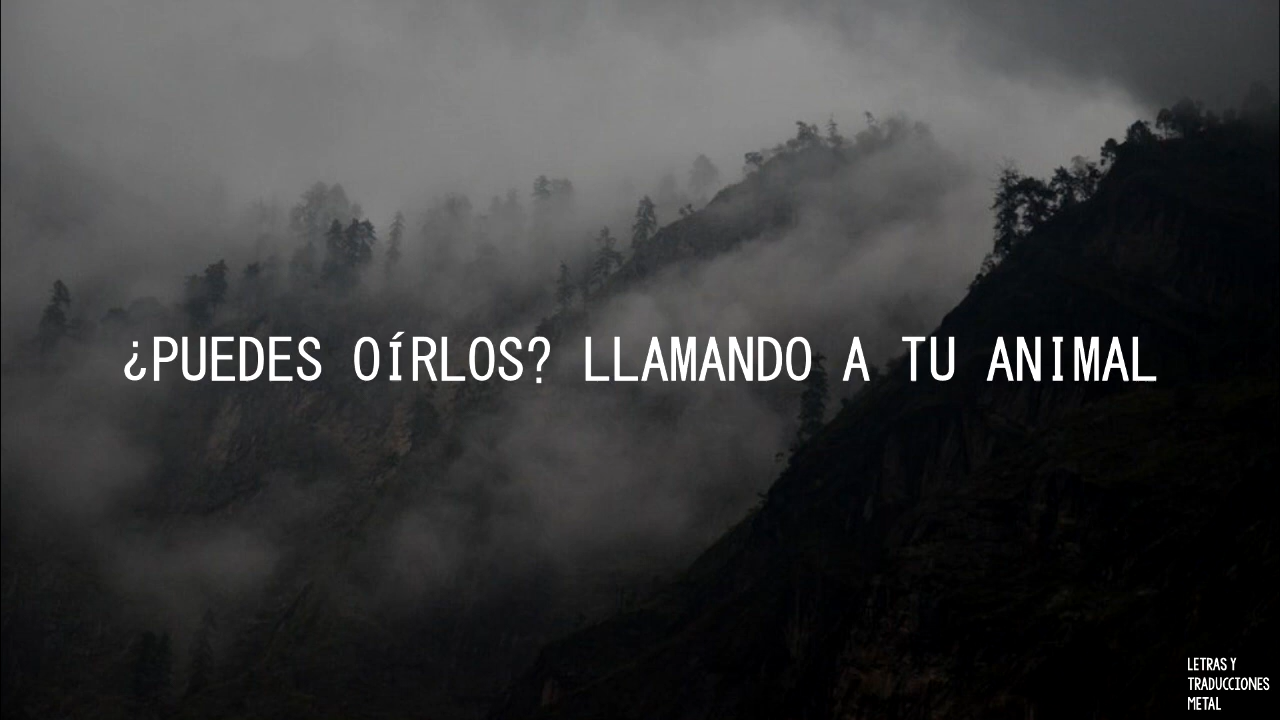 ¿PUEDES OÍRLOS? LLAMANDO A TU ANIMAL
LETRAS Y
TRADUCCIONES
METAL